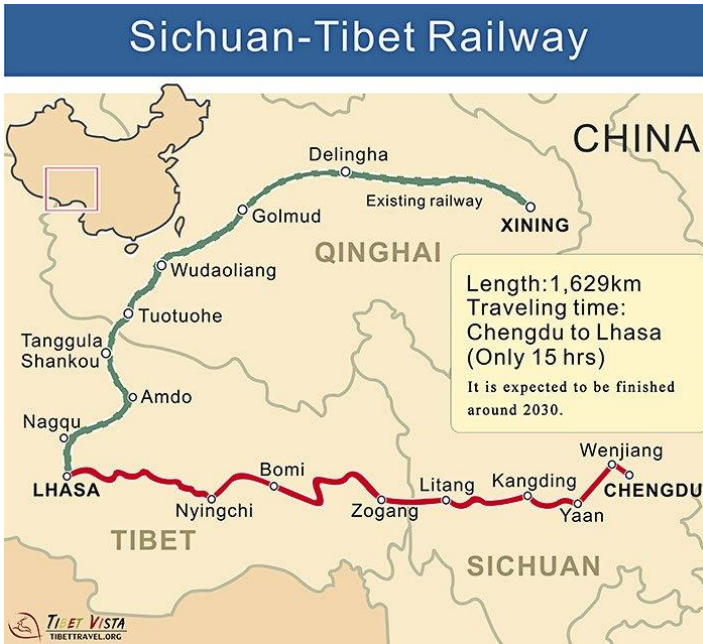 Sichuan-Tibet Railway
CHINA
Delingha
Existing railway
Golmud
XINING
QINGHAI
Wudaoliang
Length:1,629km
Traveling time:
Chengdu to Lhasa
(Only 15 hrs)
It is expected to be finished
around 2030.
Tuotuohe
Tanggula
Shankou
Amdo
Nagqu
LHASA
Nyingchi
Bomi
Zogang
Litang
Kangding
Yaan
Wenjiang
CHENGDU
TIBET
SICHUAN
TIBET VISTA
TIBETTRAVEL.ORG